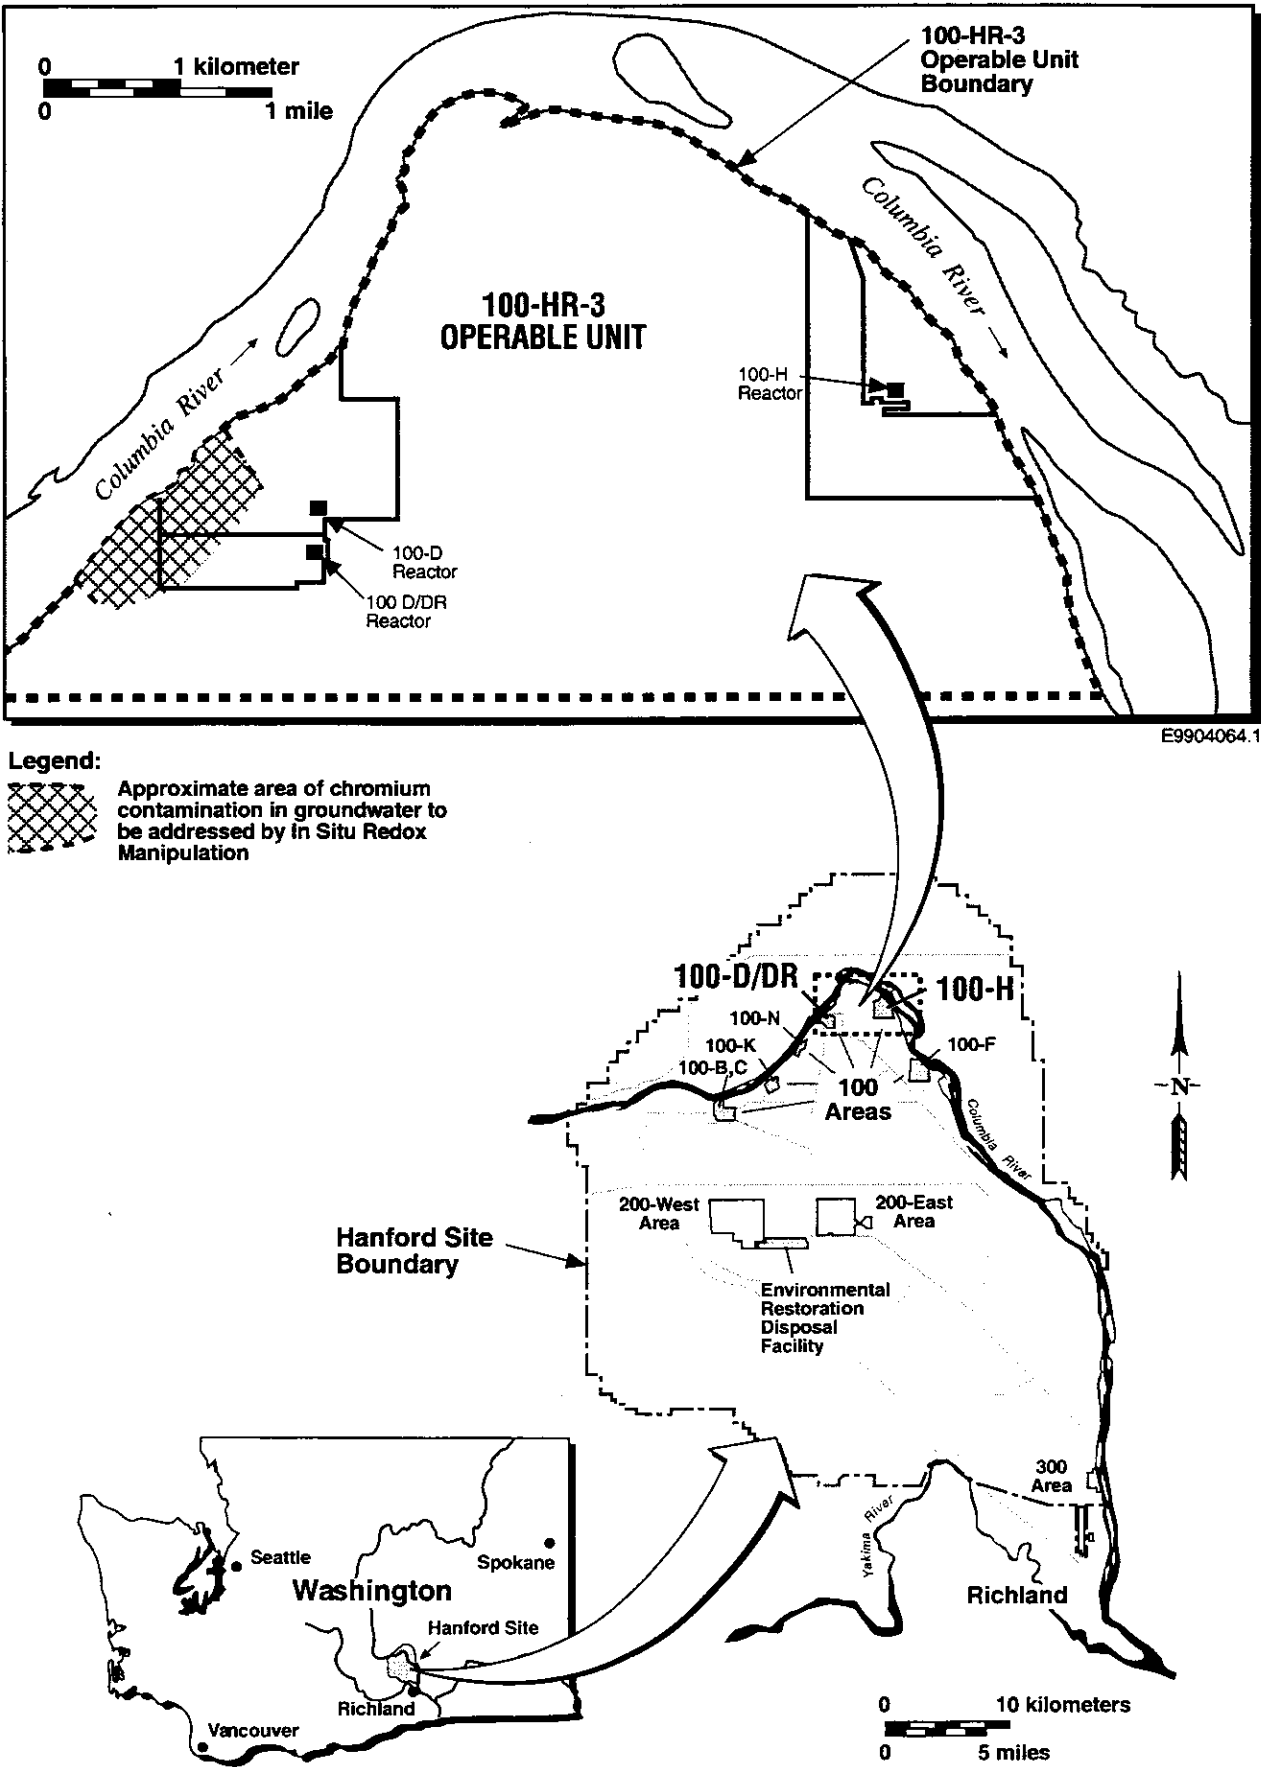 0 1 kilometer
0 1 mile
100-HR-3
Operable Unit
Boundary
Columbia River
Columbia River
100-HR-3
OPERABLE UNIT
100-H
Reactor
100-D
Reactor
100 D/DR
Reactor
E9904064.1
Legend:
Approximate area of chromium
contamination in groundwater to
be addressed by In Situ Redox
Manipulation
100-D/DR
100-H
100-N
100-K
100-B,C
100-F
100
Areas
Columbia River
N
200-West
Area
200-East
Area
Hanford Site
Boundary
Environmental
Restoration
Disposal
Facility
300
Area
Yakima River
Richland
Seattle
Spokane
Washington
Hanford Site
Richland
Vancouver
0 10 kilometers
0 5 miles